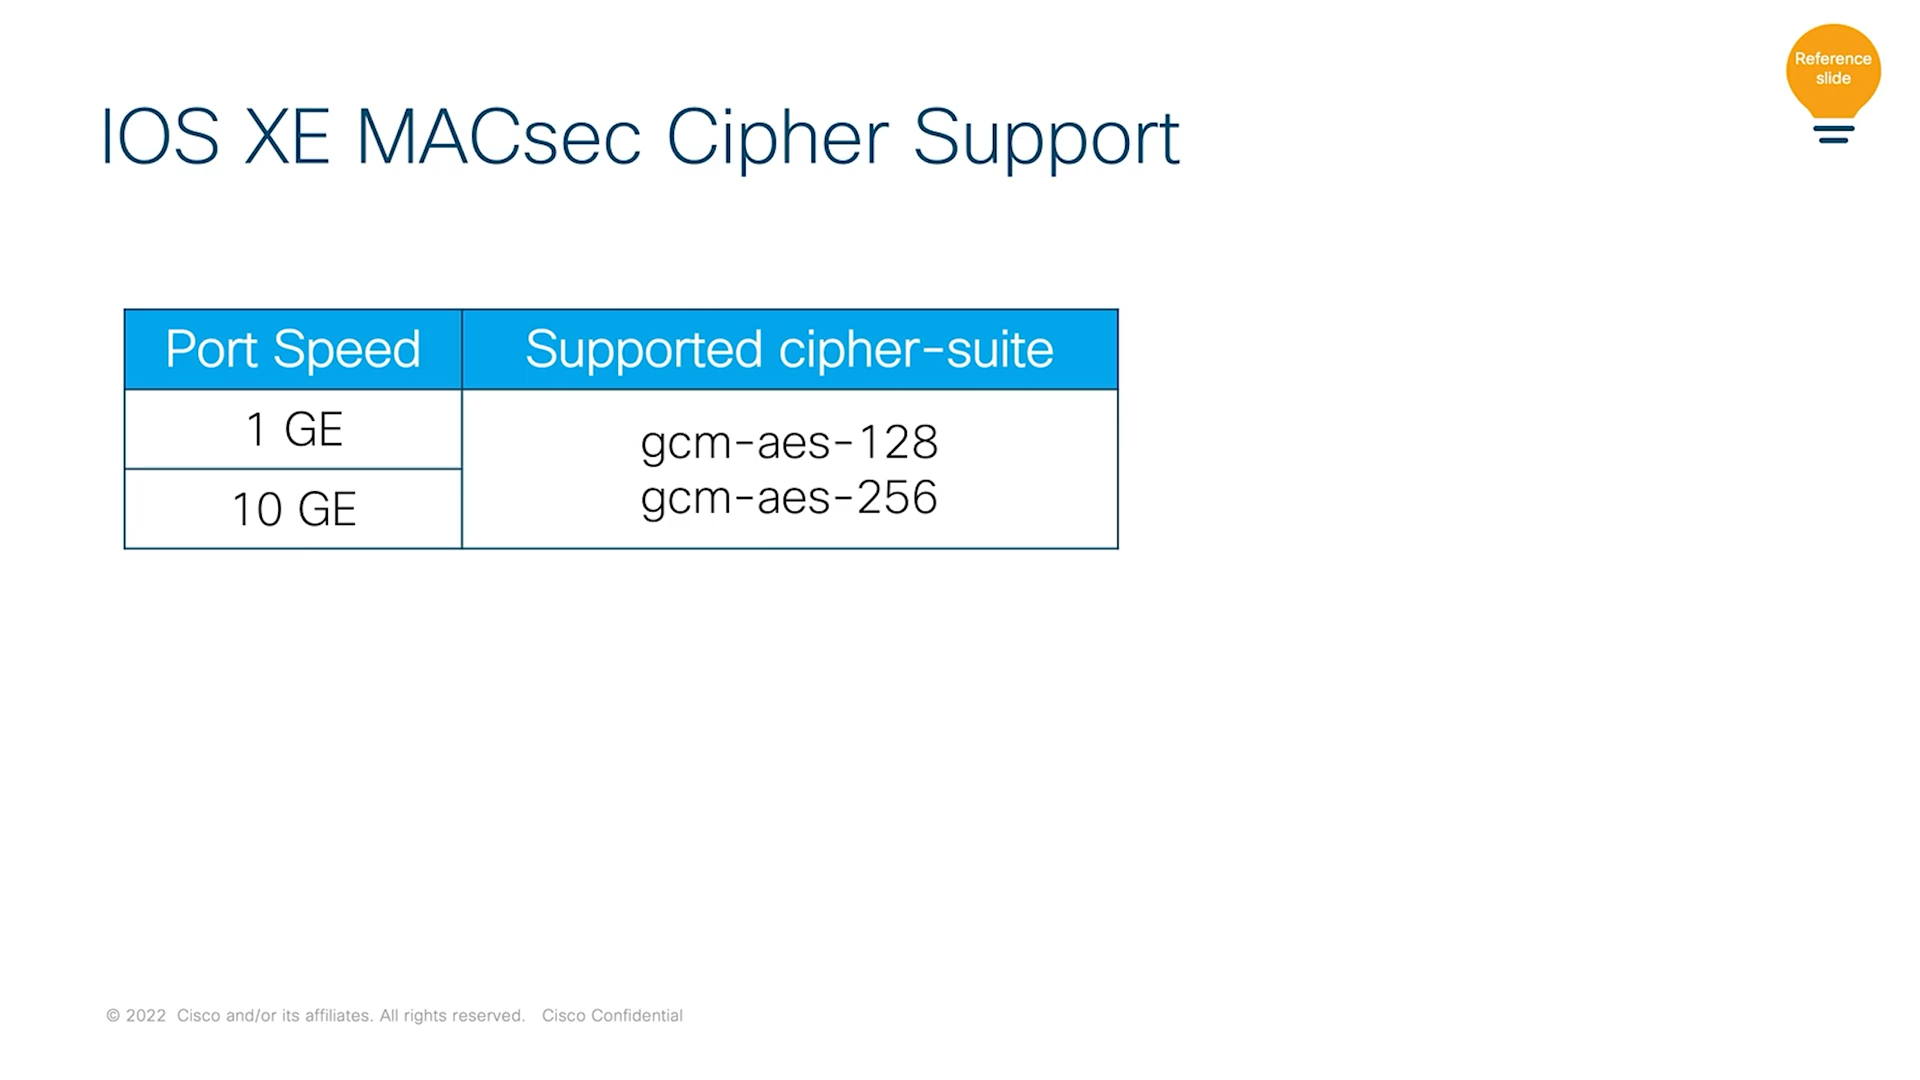 Reference
slide
IOS XE MACsec Cipher Support
Port Speed
Supported cipher-suite
1 GE
gcm-aes-128
gcm-aes-256
10 GE
© 2022 Cisco and/or its affiliates. All rights reserved. Cisco Confidential